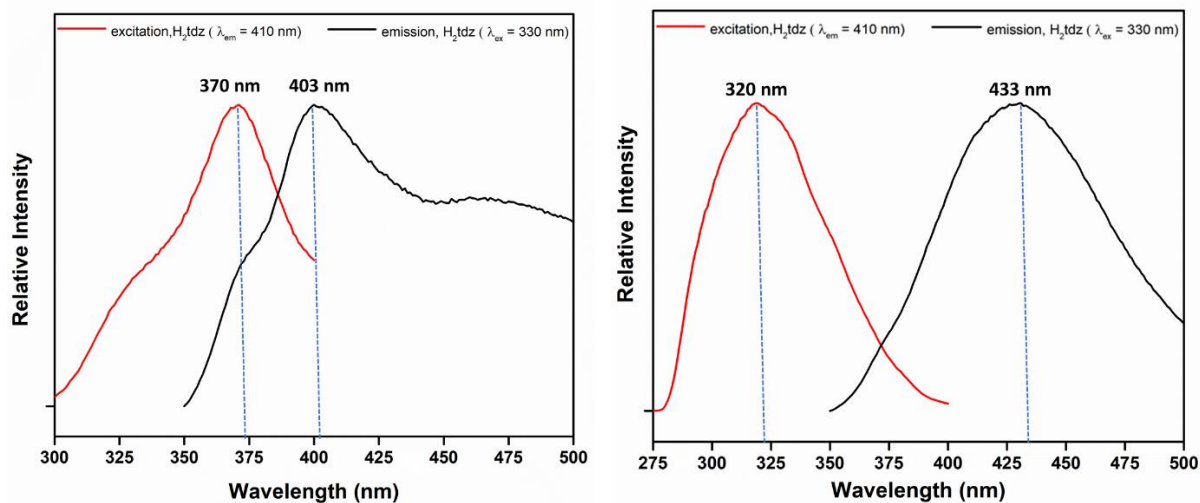 excitation,H₂tdz ( λem = 410 nm) emission, H₂tdz ( λex = 330 nm)
370 nm 403 nm
Relative Intensity
300 325 350 375 400 425 450 475 500
Wavelength (nm)
excitation,H₂tdz ( λem = 410 nm) emission, H₂tdz ( λex = 330 nm)
320 nm 433 nm
Relative Intensity
275 300 325 350 375 400 425 450 475 500
Wavelength (nm)